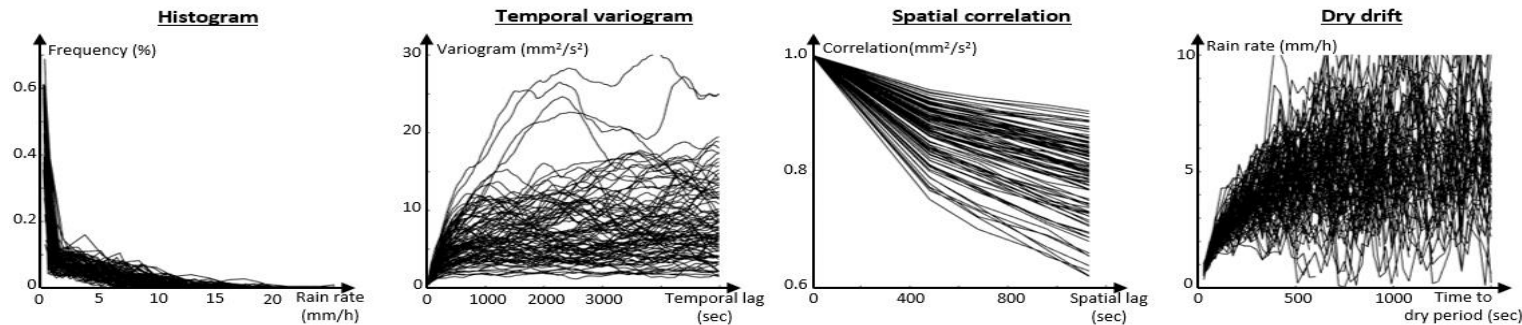 Histogram
Frequency (%)
0.6
0.4
0.2
0
0
5
10
15
20
Rain rate
(mm/h)
Temporal variogram
Variogram (mm²/s²)
30
20
10
0
0
1000
2000
3000
Temporal lag
(sec)
Spatial correlation
Correlation(mm²/s²)
1.0
0.8
0.6
0
400
800
Spatial lag
(sec)
Dry drift
Rain rate (mm/h)
10
5
0
500
1000
Time to
dry period (sec)